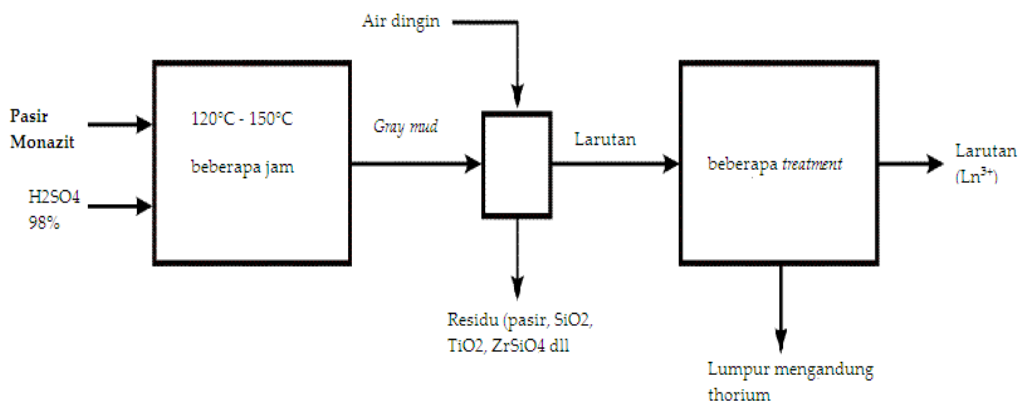 Air dingin
Pasir
Monazit
H2SO4
98%
120°C - 150°C
beberapa jam
Gray mud
Larutan
beberapa treatment
Larutan
(Ln³⁺)
Residu (pasir, SiO2,
TiO2, ZrSiO4 dll
Lumpur mengandung
thorium